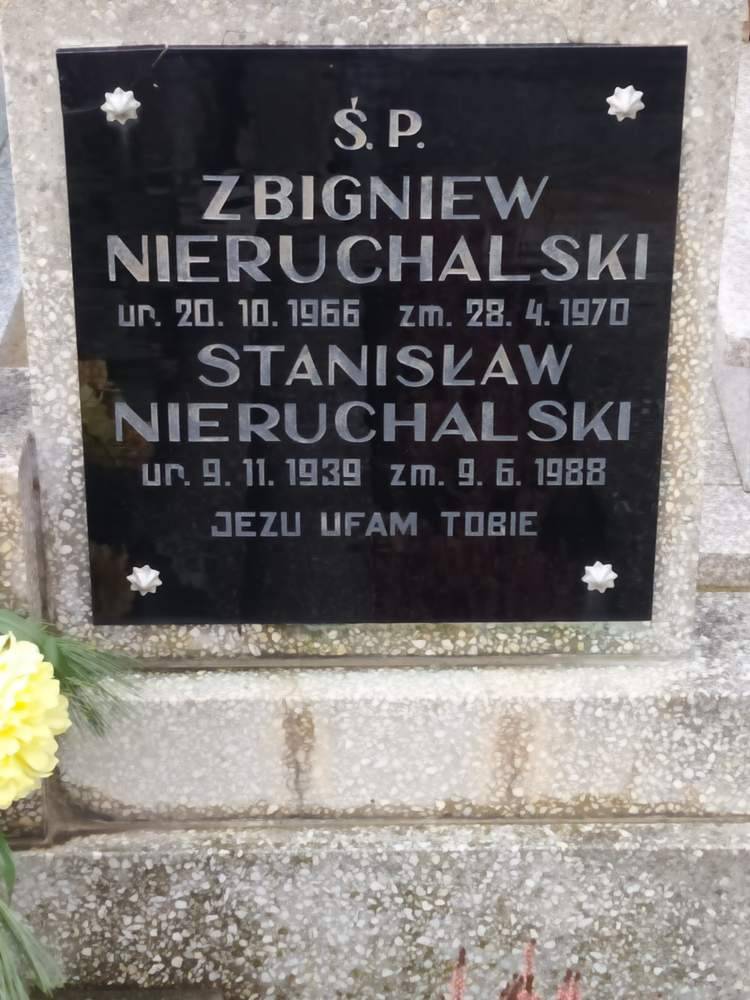 Ś. P.
ZBIGNIEW
NIERUCHALSKI
ur. 20. 10. 1966 zm. 28. 4. 1970
STANISŁAW
NIERUCHALSKI
ur. 9. 11. 1939 zm. 9. 6. 1988
JEZU UFAM TOBIE